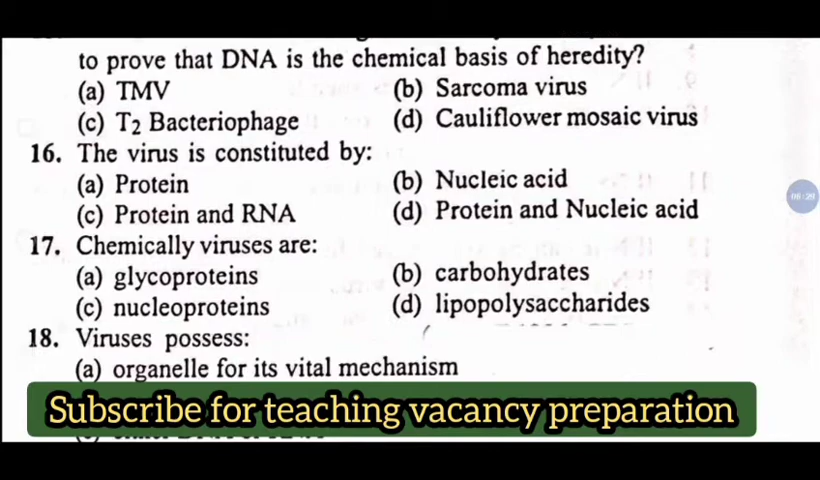 to prove that DNA is the chemical basis of heredity?
(a) TMV (b) Sarcoma virus
(c) T2 Bacteriophage (d) Cauliflower mosaic virus
16. The virus is constituted by:
(a) Protein (b) Nucleic acid
(c) Protein and RNA (d) Protein and Nucleic acid
17. Chemically viruses are:
(a) glycoproteins (b) carbohydrates
(c) nucleoproteins (d) lipopolysaccharides
18. Viruses possess:
(a) organelle for its vital mechanism
Subscribe for teaching vacancy preparation